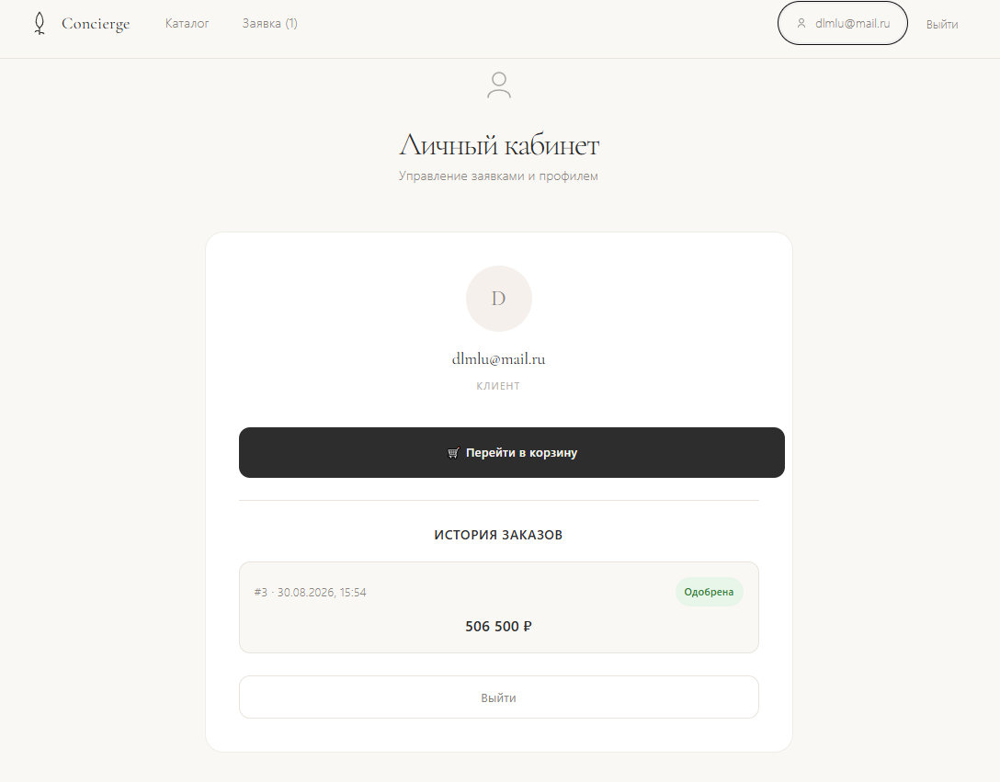 Concierge Каталог Заявка (1) dlmlu@mail.ru Выйти
Личный кабинет
Управление заявками и профилем
D
dlmlu@mail.ru
КЛИЕНТ
🛒 Перейти в корзину
ИСТОРИЯ ЗАКАЗОВ
#3 · 30.08.2026, 15:54 Одобрена
506 500 ₽
Выйти